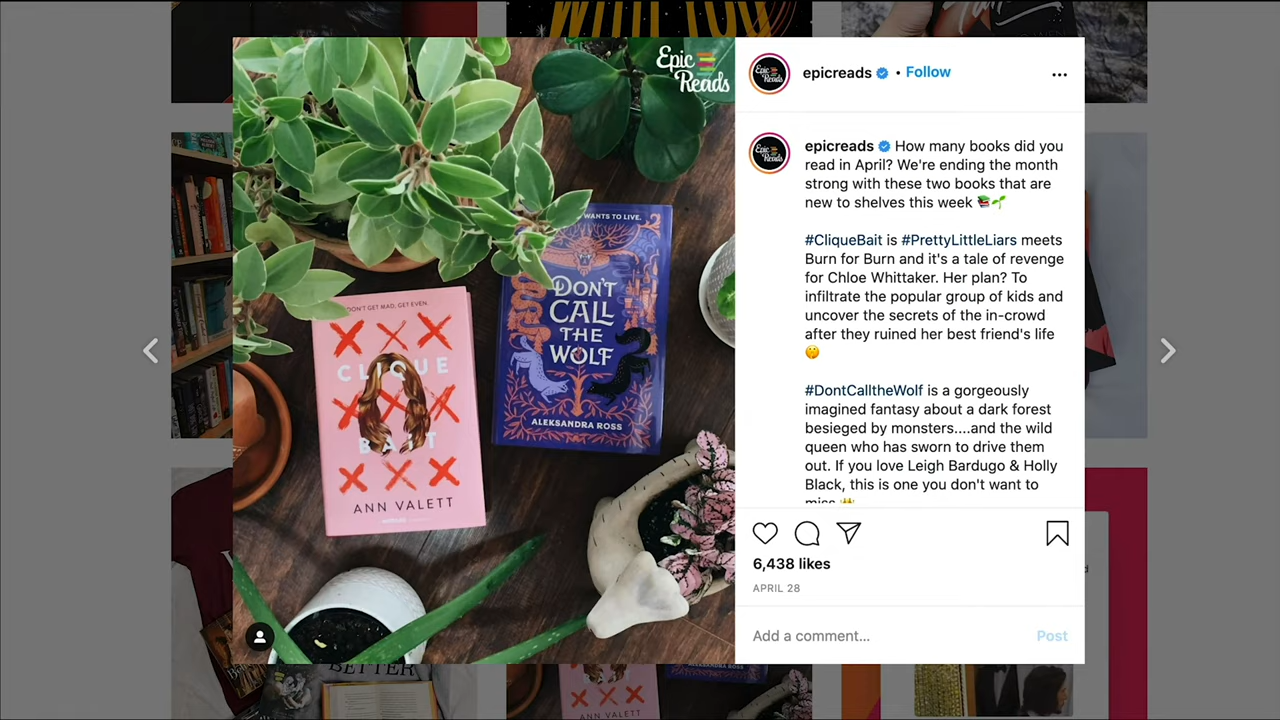 Epic
Reads
WANTS TO LIVE.
DON'T
CALL
THE
WOLF
ALEKSANDRA ROSS
DON'T GET MAD, GET EVEN.
CLIQUE
BAIT
ANN VALETT
epicreads • Follow
epicreads How many books did you
read in April? We're ending the month
strong with these two books that are
new to shelves this week 📚🌱
#CliqueBait is #PrettyLittleLiars meets
Burn for Burn and it's a tale of revenge
for Chloe Whittaker. Her plan? To
infiltrate the popular group of kids and
uncover the secrets of the in-crowd
after they ruined her best friend's life
🤫
#DontCalltheWolf is a gorgeously
imagined fantasy about a dark forest
besieged by monsters....and the wild
queen who has sworn to drive them
out. If you love Leigh Bardugo & Holly
Black, this is one you don't want to
miss 👑
6,438 likes
APRIL 28
Add a comment...
Post
BETTER
ALEKSANDRA ROSS
ANN VALETT